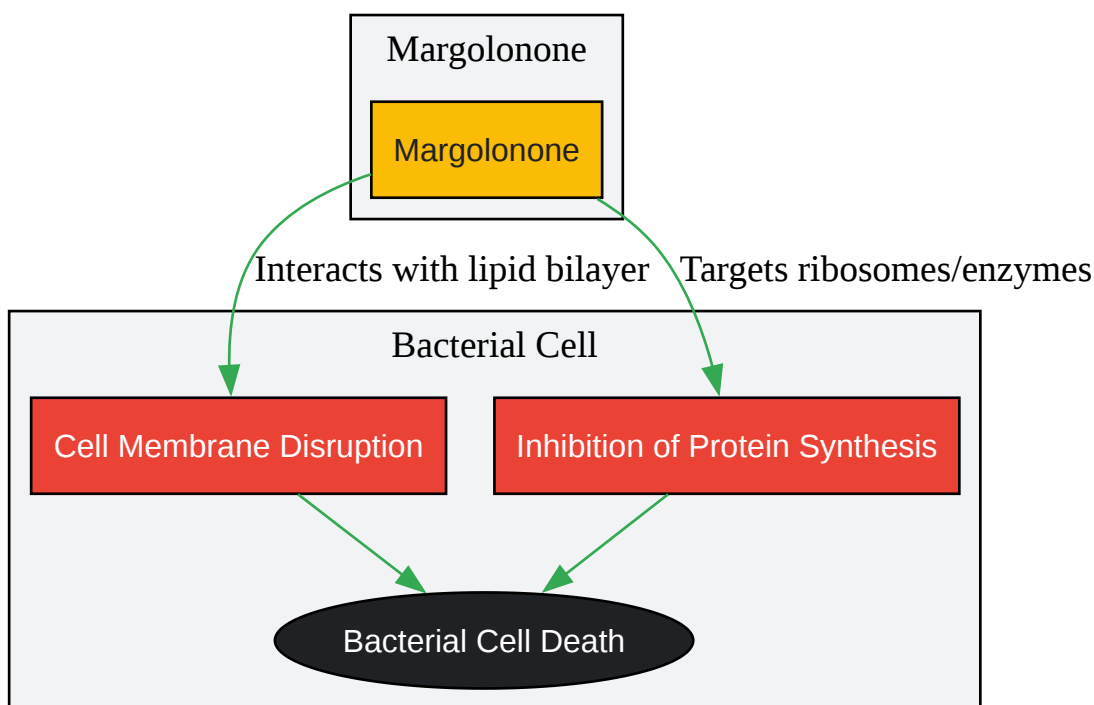 Margolonone
Margolonone
Interacts with lipid bilayer
Targets ribosomes/enzymes
Bacterial Cell
Cell Membrane Disruption
Inhibition of Protein Synthesis
Bacterial Cell Death